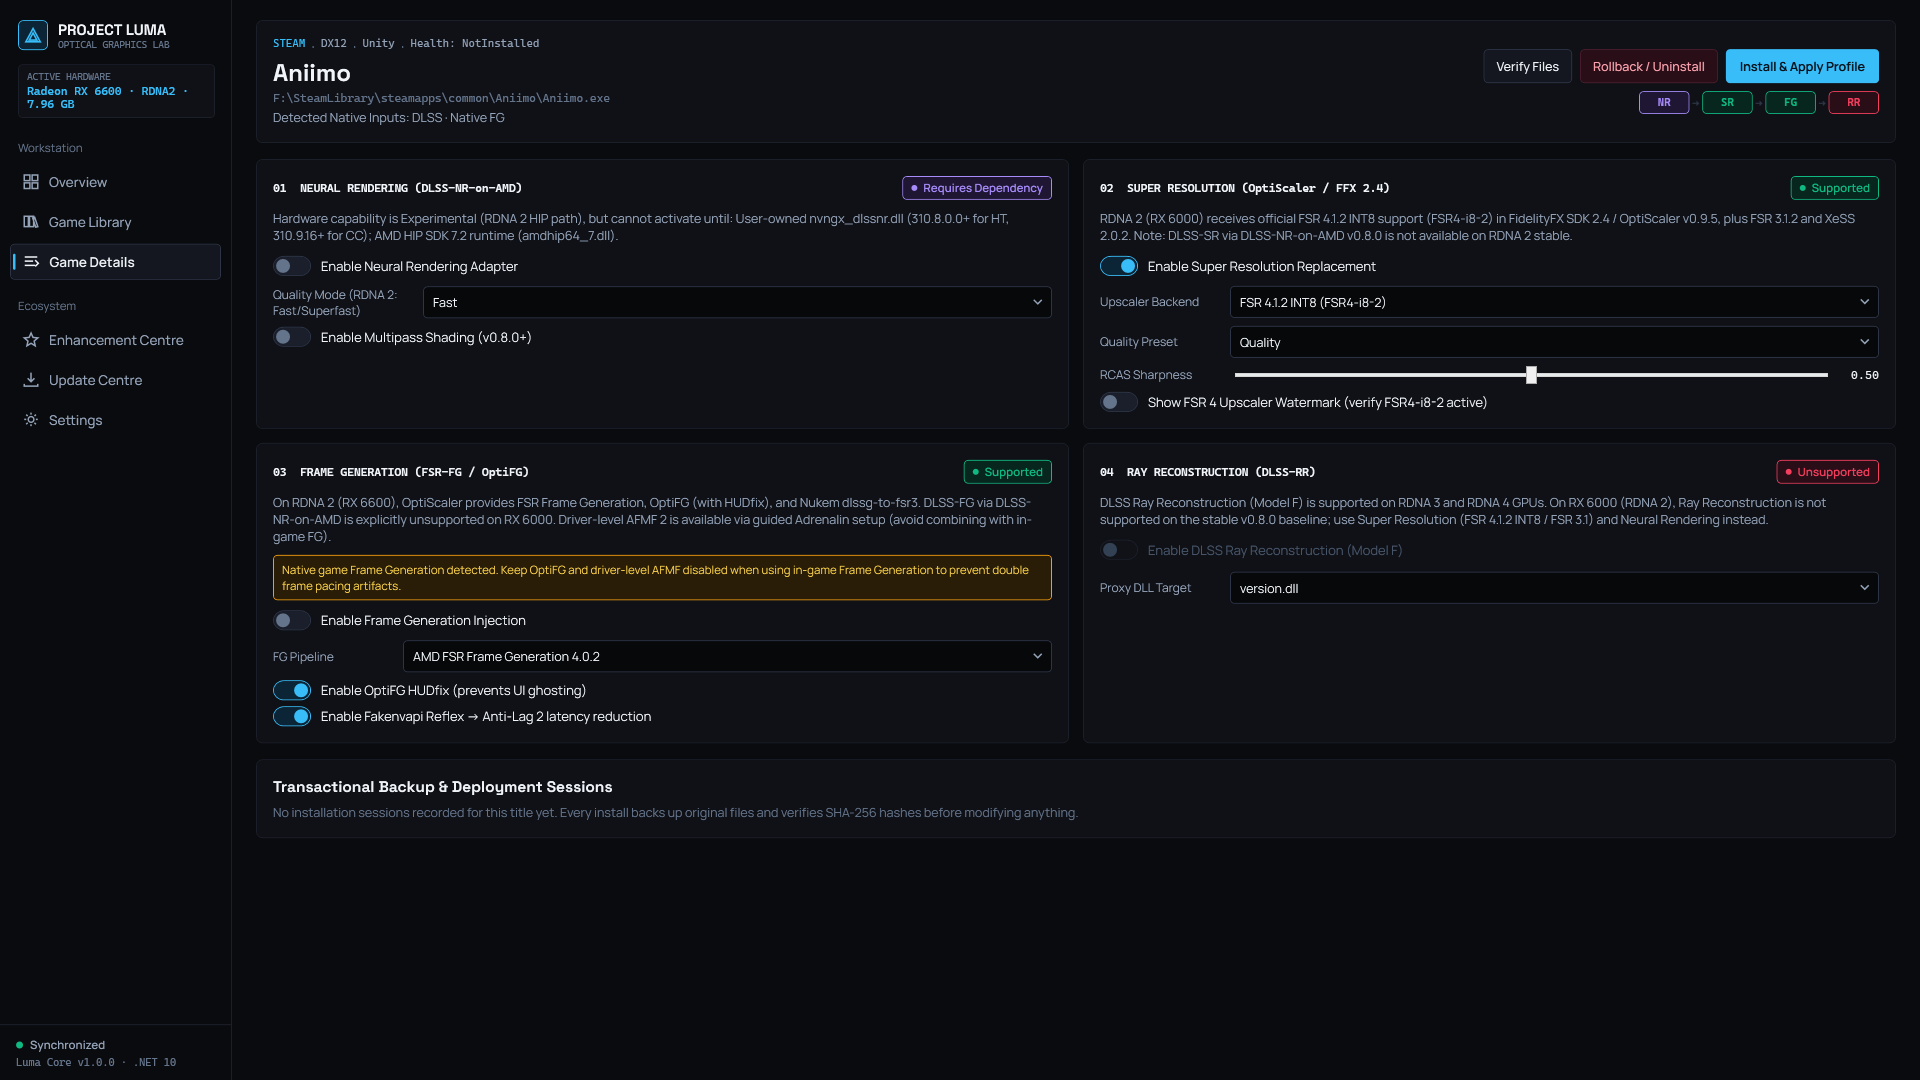 PROJECT LUMA
OPTICAL GRAPHICS LAB
ACTIVE HARDWARE
Radeon RX 6600 · RDNA2 ·
7.96 GB
Workstation
Overview
Game Library
Game Details
Ecosystem
Enhancement Centre
Update Centre
Settings
Synchronized
Luma Core v1.0.0 · .NET 10
STEAM . DX12 . Unity . Health: NotInstalled
Aniimo
F:\SteamLibrary\steamapps\common\Aniimo\Aniimo.exe
Detected Native Inputs: DLSS · Native FG
Verify Files
Rollback / Uninstall
Install & Apply Profile
NR → SR → FG → RR
01 NEURAL RENDERING (DLSS-NR-on-AMD)
Requires Dependency
Hardware capability is Experimental (RDNA 2 HIP path), but cannot activate until: User-owned nvngx_dlssnr.dll (310.8.0.0+ for HT,
310.9.16+ for CC); AMD HIP SDK 7.2 runtime (amdhip64_7.dll).
Enable Neural Rendering Adapter
Quality Mode (RDNA 2:
Fast/Superfast)
Fast
Enable Multipass Shading (v0.8.0+)
02 SUPER RESOLUTION (OptiScaler / FFX 2.4)
Supported
RDNA 2 (RX 6000) receives official FSR 4.1.2 INT8 support (FSR4-i8-2) in FidelityFX SDK 2.4 / OptiScaler v0.9.5, plus FSR 3.1.2 and XeSS
2.0.2. Note: DLSS-SR via DLSS-NR-on-AMD v0.8.0 is not available on RDNA 2 stable.
Enable Super Resolution Replacement
Upscaler Backend
FSR 4.1.2 INT8 (FSR4-i8-2)
Quality Preset
Quality
RCAS Sharpness
0.50
Show FSR 4 Upscaler Watermark (verify FSR4-i8-2 active)
03 FRAME GENERATION (FSR-FG / OptiFG)
Supported
On RDNA 2 (RX 6600), OptiScaler provides FSR Frame Generation, OptiFG (with HUDfix), and Nukem dlssg-to-fsr3. DLSS-FG via DLSS-
NR-on-AMD is explicitly unsupported on RX 6000. Driver-level AFMF 2 is available via guided Adrenalin setup (avoid combining with in-
game FG).
Native game Frame Generation detected. Keep OptiFG and driver-level AFMF disabled when using in-game Frame Generation to prevent double
frame pacing artifacts.
Enable Frame Generation Injection
FG Pipeline
AMD FSR Frame Generation 4.0.2
Enable OptiFG HUDfix (prevents UI ghosting)
Enable Fakenvapi Reflex → Anti-Lag 2 latency reduction
04 RAY RECONSTRUCTION (DLSS-RR)
Unsupported
DLSS Ray Reconstruction (Model F) is supported on RDNA 3 and RDNA 4 GPUs. On RX 6000 (RDNA 2), Ray Reconstruction is not
supported on the stable v0.8.0 baseline; use Super Resolution (FSR 4.1.2 INT8 / FSR 3.1) and Neural Rendering instead.
Enable DLSS Ray Reconstruction (Model F)
Proxy DLL Target
version.dll
Transactional Backup & Deployment Sessions
No installation sessions recorded for this title yet. Every install backs up original files and verifies SHA-256 hashes before modifying anything.